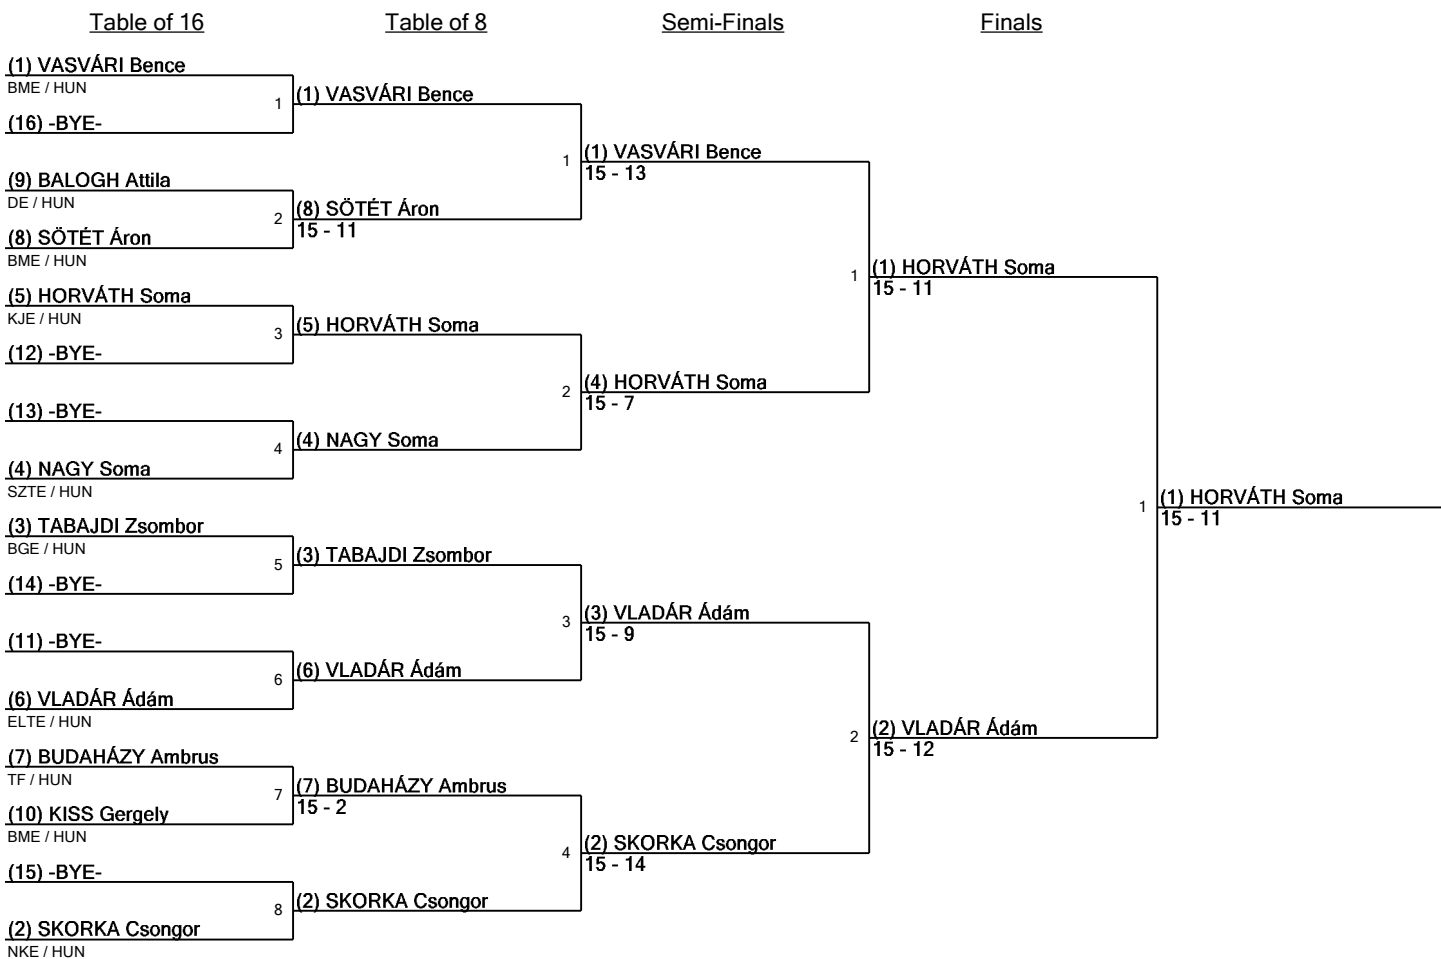 Table of 16
Table of 8
Semi-Finals
Finals
(1) VASVÁRI Bence
BME / HUN
1
(16) -BYE-
(9) BALOGH Attila
DE / HUN
2
(8) SÖTÉT Áron
BME / HUN
(5) HORVÁTH Soma
KJE / HUN
3
(12) -BYE-
(13) -BYE-
4
(4) NAGY Soma
SZTE / HUN
(3) TABAJDI Zsombor
BGE / HUN
5
(14) -BYE-
(11) -BYE-
6
(6) VLADÁR Ádám
ELTE / HUN
(7) BUDAHÁZY Ambrus
TF / HUN
7
(10) KISS Gergely
BME / HUN
(15) -BYE-
8
(2) SKORKA Csongor
NKE / HUN
(1) VASVÁRI Bence
1
(8) SÖTÉT Áron
15 - 11
(5) HORVÁTH Soma
2
(4) NAGY Soma
(3) TABAJDI Zsombor
3
(6) VLADÁR Ádám
(7) BUDAHÁZY Ambrus
15 - 2
4
(2) SKORKA Csongor
(1) VASVÁRI Bence
15 - 13
1
(4) HORVÁTH Soma
15 - 7
(3) VLADÁR Ádám
15 - 9
2
(2) SKORKA Csongor
15 - 14
(1) HORVÁTH Soma
15 - 11
1
(2) VLADÁR Ádám
15 - 12
(1) HORVÁTH Soma
15 - 11